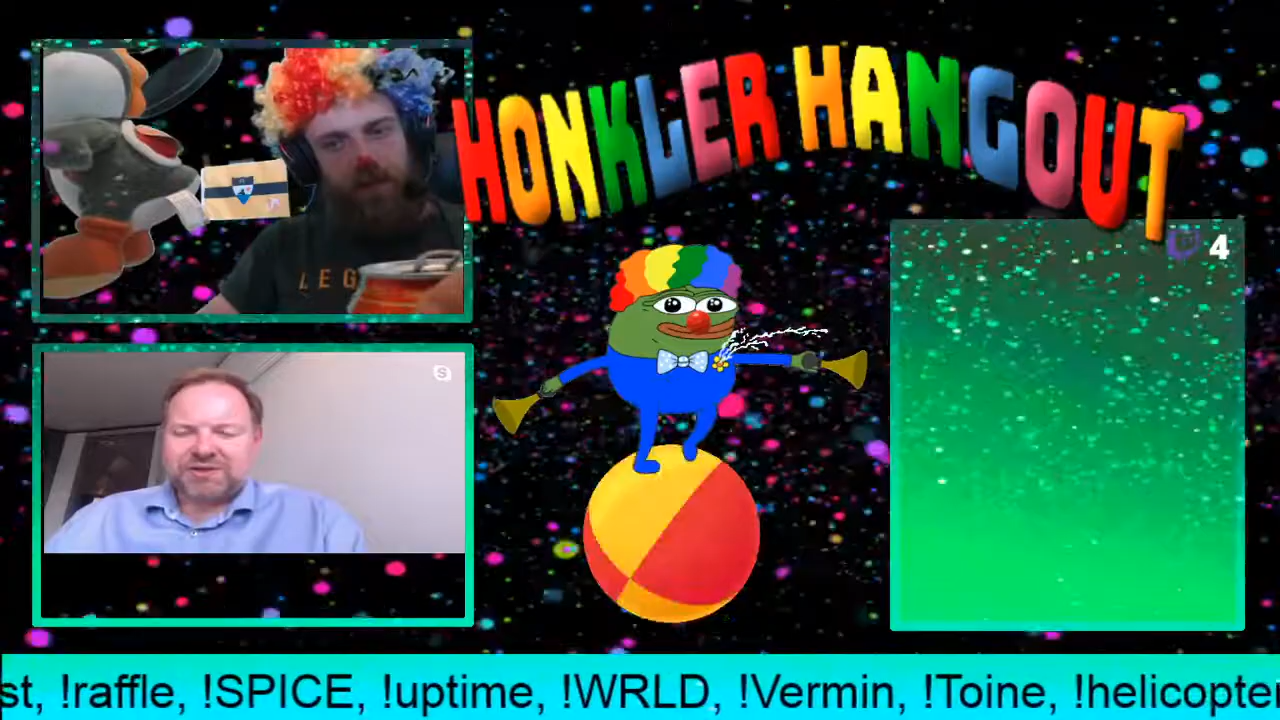 HONKLER HANGOUT
LEG
4
st, !raffle, !SPICE, !uptime, !WRLD, !Vermin, !Toine, !helicopter